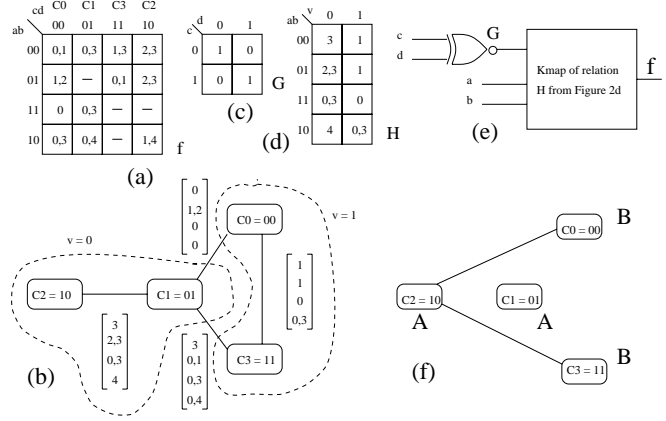 C0 C1 C3 C2
cd
ab 00 01 11 10
00 0,1 0,3 1,3 2,3
01 1,2 — 0,1 2,3
11 0 0,3 — —
10 0,3 0,4 — 1,4
f
(a)
d
c 0 1
0 1 0
1 0 1
G
(c)
v
ab 0 1
00 3 1
01 2,3 1
11 0,3 0
10 4 0,3
H
(d)
c
d
G
a
b
Kmap of relation
H from Figure 2d
f
(e)
v = 0
0
1,2
0
0
C0 = 00
v = 1
C2 = 10
C1 = 01
1
1
0
0,3
3
2,3
0,3
4
3
0,1
0,3
0,4
C3 = 11
(b)
C0 = 00
B
C2 = 10
A
C1 = 01
A
C3 = 11
B
(f)